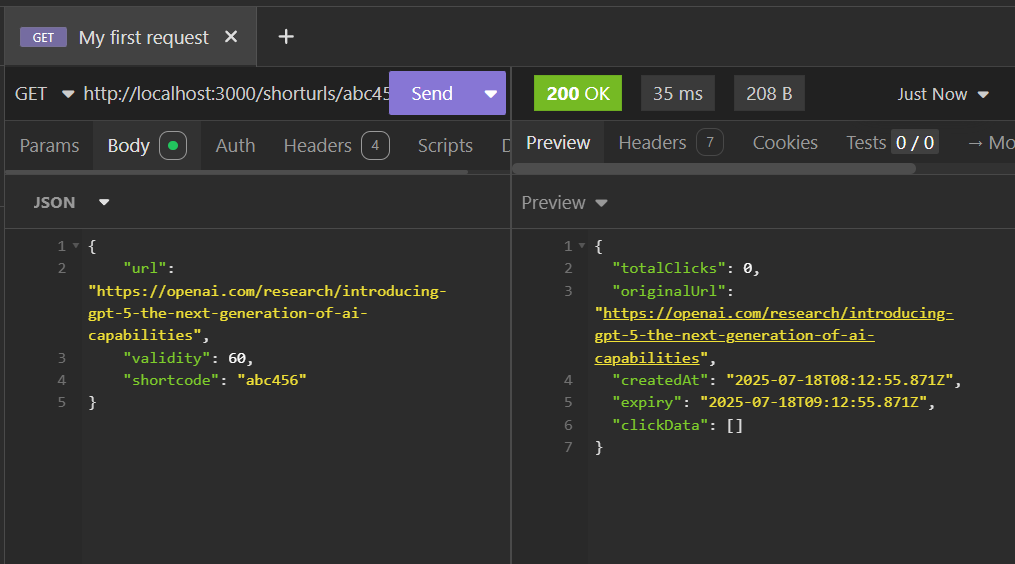 GET My first request × +
GET http://localhost:3000/shorturls/abc45 Send
200 OK 35 ms 208 B Just Now
Params Body Auth Headers 4 Scripts D
Preview Headers 7 Cookies Tests 0 / 0 → Mo
JSON
Preview
1 {
2 "url":
"https://openai.com/research/introducing-
gpt-5-the-next-generation-of-ai-
capabilities",
3 "validity": 60,
4 "shortcode": "abc456"
5 }
1 {
2 "totalClicks": 0,
3 "originalUrl":
"https://openai.com/research/introducing-
gpt-5-the-next-generation-of-ai-
capabilities",
4 "createdAt": "2025-07-18T08:12:55.871Z",
5 "expiry": "2025-07-18T09:12:55.871Z",
6 "clickData": []
7 }